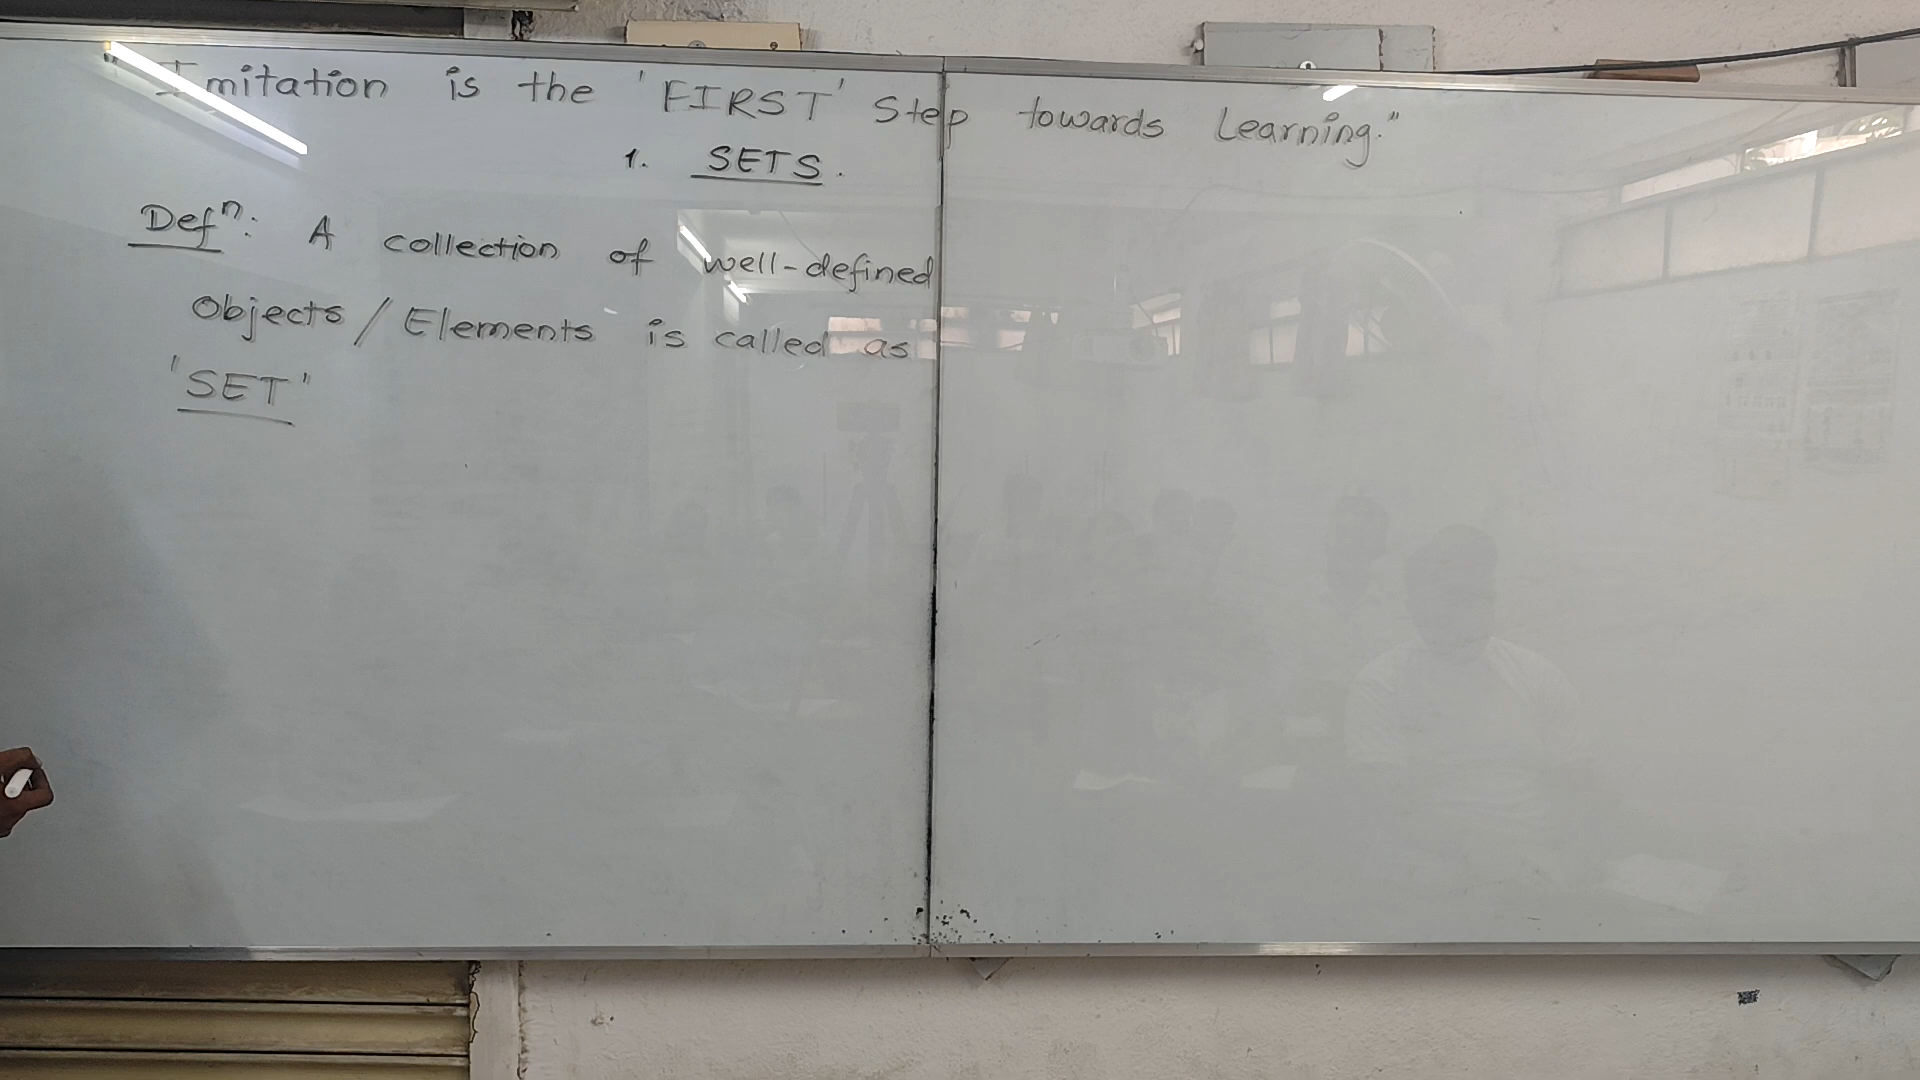 "Imitation is the 'FIRST' Step towards Learning."
1. SETS.
Defⁿ: A collection of well-defined
Objects / Elements is called as
'SET"